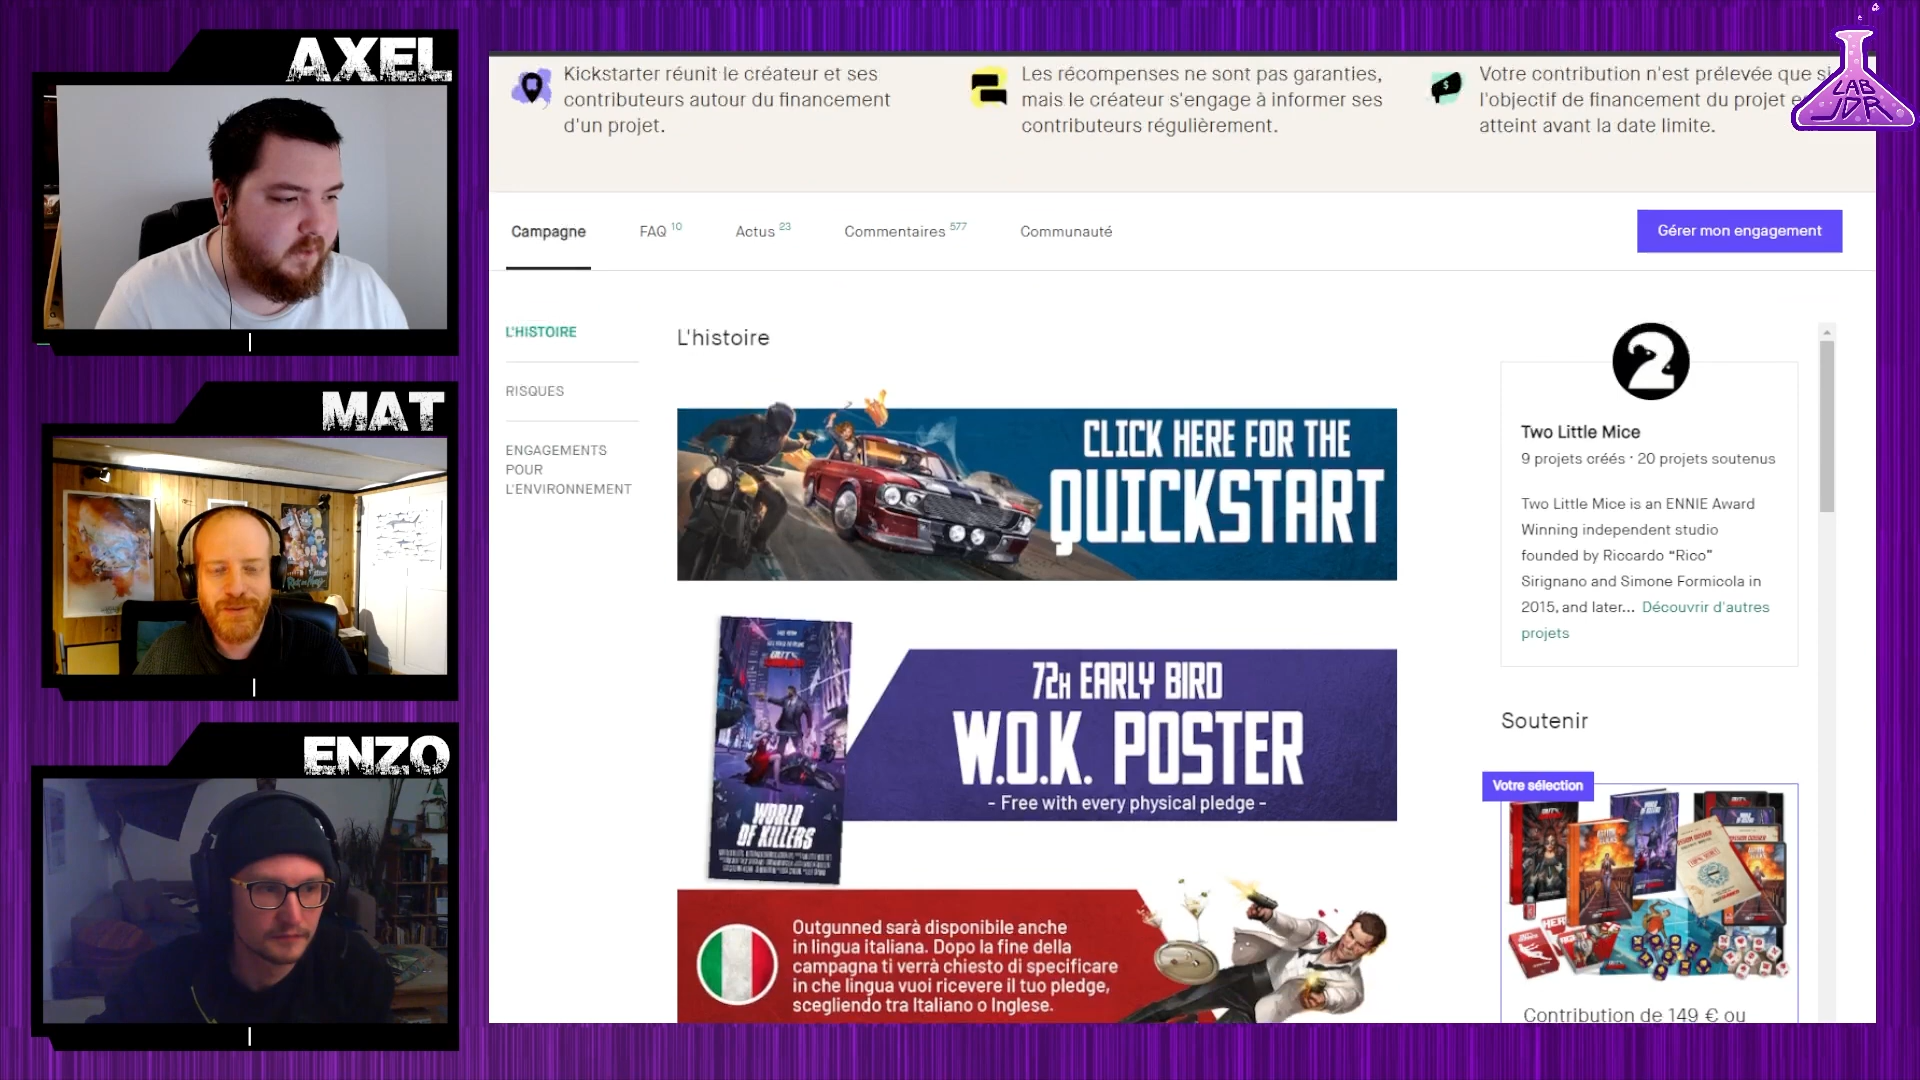 AXEL
MAT
ENZO
LAB
JDR
Kickstarter réunit le créateur et ses
contributeurs autour du financement
d'un projet.
Les récompenses ne sont pas garanties,
mais le créateur s'engage à informer ses
contributeurs régulièrement.
Votre contribution n'est prélevée que si
l'objectif de financement du projet
atteint avant la date limite.
Campagne
FAQ 10
Actus 23
Commentaires 577
Communauté
Gérer mon engagement
L'HISTOIRE
RISQUES
ENGAGEMENTS
POUR
L'ENVIRONNEMENT
L'histoire
CLICK HERE FOR THE
QUICKSTART
72H EARLY BIRD
W.O.K. POSTER
- Free with every physical pledge -
WORLD
OF KILLERS
Outgunned sarà disponibile anche
in lingua italiana. Dopo la fine della
campagna ti verrà chiesto di specificare
in che lingua vuoi ricevere il tuo pledge,
scegliendo tra Italiano o Inglese.
Two Little Mice
9 projets créés · 20 projets soutenus
Two Little Mice is an ENNIE Award
Winning independent studio
founded by Riccardo “Rico”
Sirignano and Simone Formicola in
2015, and later... Découvrir d'autres
projets
Soutenir
Votre sélection
Contribution de 149 € ou